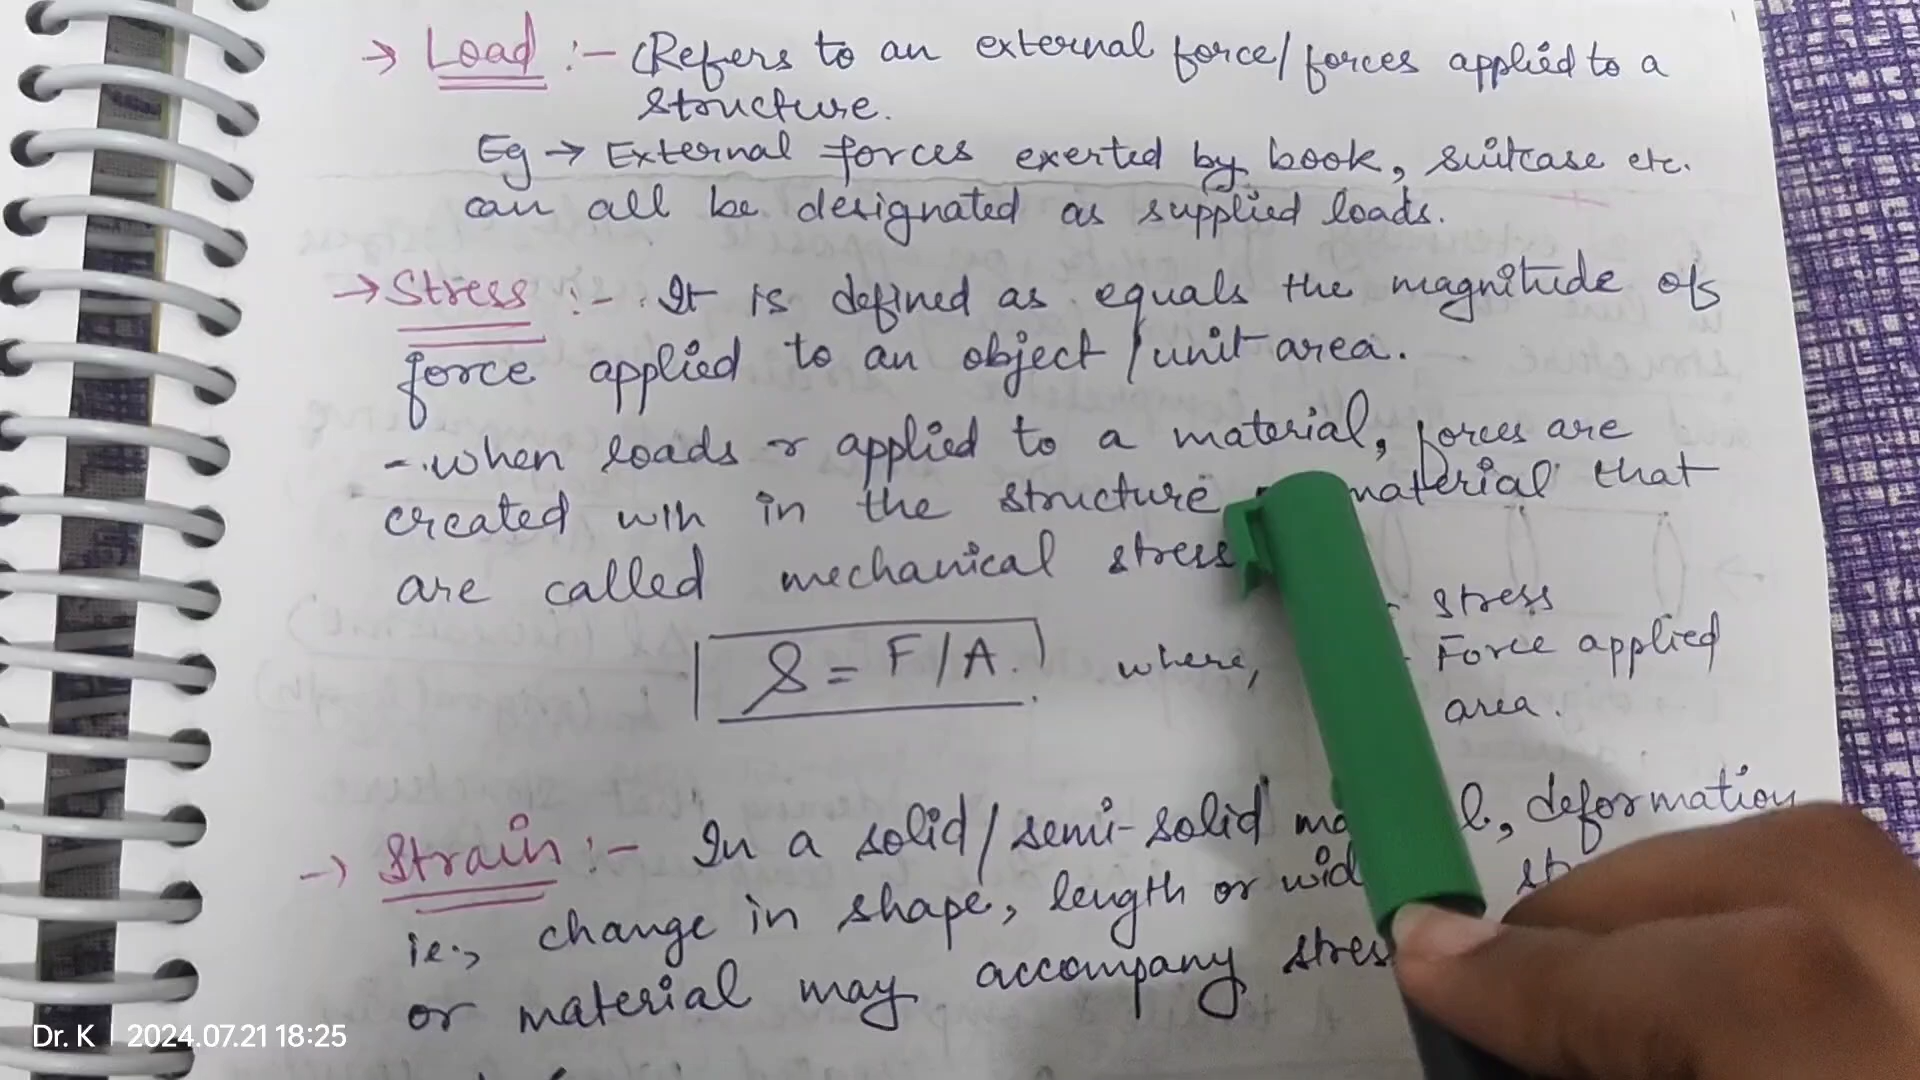 → Load :- Refers to an external force/forces applied to a
structure.
Eg → External forces exerted by book, suitcase etc.
can all be designated as supplied loads.
→ Stress :- It is defined as equals the magnitude of
force applied to an object /unit area.
- when loads r applied to a material, forces are
created win in the structure material that
are called mechanical stress
S = F/A. where, - stress
- Force applied
area.
→ Strain :- In a solid/semi-solid deformation
ie., change in shape, length or
or material may accompany
Dr. K | 2024.07.21 18:25